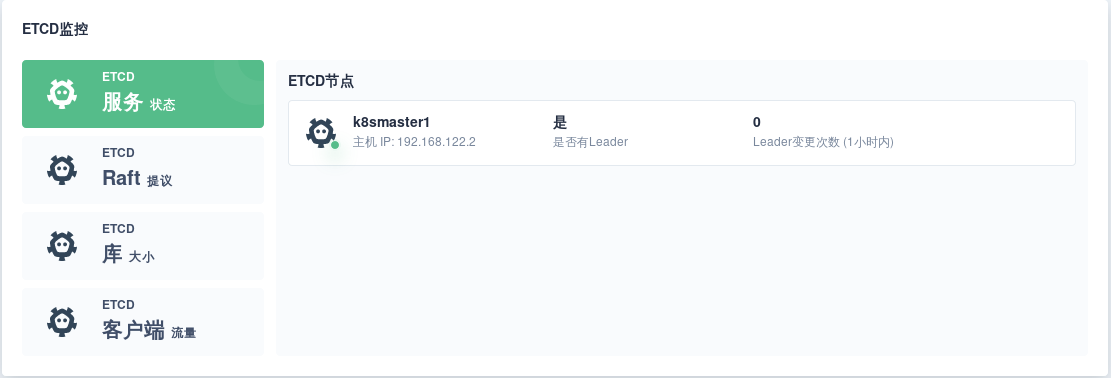 ETCD监控
ETCD
服务 状态
ETCD
Raft 提议
ETCD
库 大小
ETCD
客户端 流量
ETCD节点
k8smaster1
主机 IP: 192.168.122.2
是
是否有Leader
0
Leader变更次数 (1小时内)